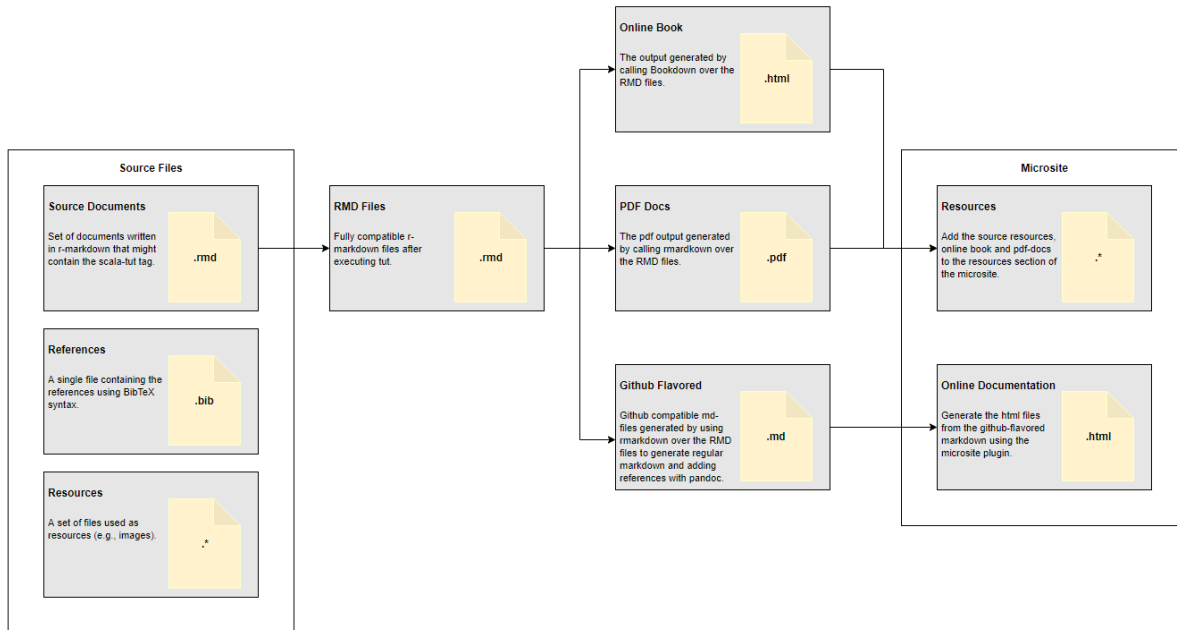 Source Files
Source Documents
Set of documents written
in r-markdown that might
contain the scala-tut tag.
.rmd
References
A single file containing the
references using BibTeX
syntax.
.bib
Resources
A set of files used as
resources (e.g., images).
.*
RMD Files
Fully compatible r-
markdown files after
executing tut.
.rmd
Online Book
The output generated by
calling Bookdown over the
RMD files.
.html
PDF Docs
The pdf output generated
by calling rmardkown over
the RMD files.
.pdf
Github Flavored
Github compatible md-
files generated by using
rmarkdown over the RMD
files to generate regular
markdown and adding
references with pandoc.
.md
Microsite
Resources
Add the source resources,
online book and pdf-docs
to the resources section of
the microsite.
.*
Online Documentation
Generate the html files
from the github-flavored
markdown using the
microsite plugin.
.html